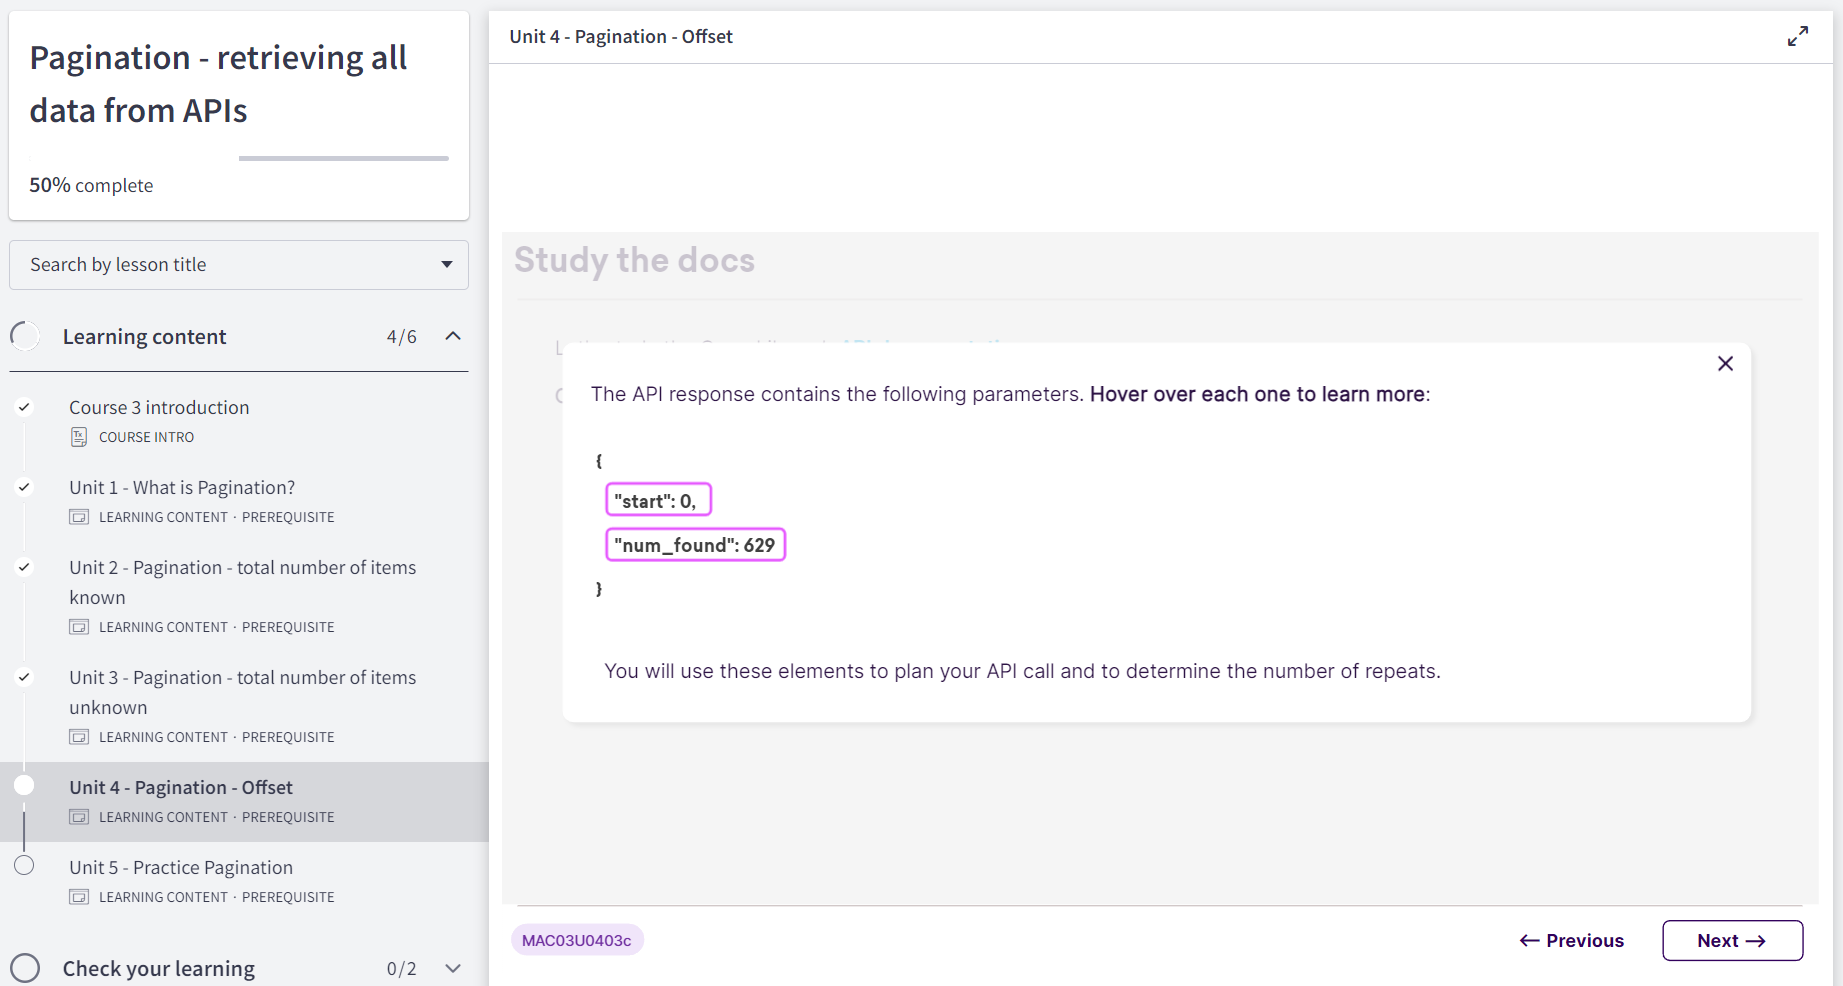 Pagination - retrieving all
data from APIs
50% complete
Search by lesson title
Learning content 4/6
Course 3 introduction
COURSE INTRO
Unit 1 - What is Pagination?
LEARNING CONTENT · PREREQUISITE
Unit 2 - Pagination - total number of items
known
LEARNING CONTENT · PREREQUISITE
Unit 3 - Pagination - total number of items
unknown
LEARNING CONTENT · PREREQUISITE
Unit 4 - Pagination - Offset
LEARNING CONTENT · PREREQUISITE
Unit 5 - Practice Pagination
LEARNING CONTENT · PREREQUISITE
Check your learning 0/2
Unit 4 - Pagination - Offset
Study the docs
The API response contains the following parameters. Hover over each one to learn more:
{
"start": 0,
"num_found": 629
}
You will use these elements to plan your API call and to determine the number of repeats.
MAC03U0403c
← Previous
Next →